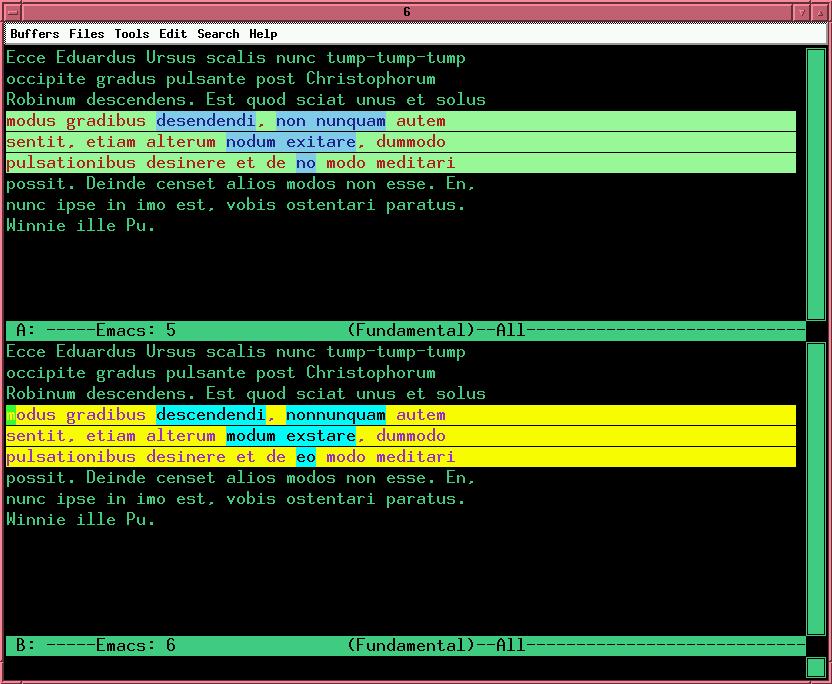 6
Buffers Files Tools Edit Search Help
Ecce Eduardus Ursus scalis nunc tump-tump-tump
occipite gradus pulsante post Christophorum
Robinum descendens. Est quod sciat unus et solus
modus gradibus desendendi, non nunquam autem
sentit, etiam alterum nodum exitare, dummodo
pulsationibus desinere et de no modo meditari
possit. Deinde censet alios modos non esse. En,
nunc ipse in imo est, vobis ostentari paratus.
Winnie ille Pu.
A: -----Emacs: 5 (Fundamental)--All----------------------------
Ecce Eduardus Ursus scalis nunc tump-tump-tump
occipite gradus pulsante post Christophorum
Robinum descendens. Est quod sciat unus et solus
modus gradibus descendendi, nonnunquam autem
sentit, etiam alterum modum exstare, dummodo
pulsationibus desinere et de eo modo meditari
possit. Deinde censet alios modos non esse. En,
nunc ipse in imo est, vobis ostentari paratus.
Winnie ille Pu.
B: -----Emacs: 6 (Fundamental)--All----------------------------